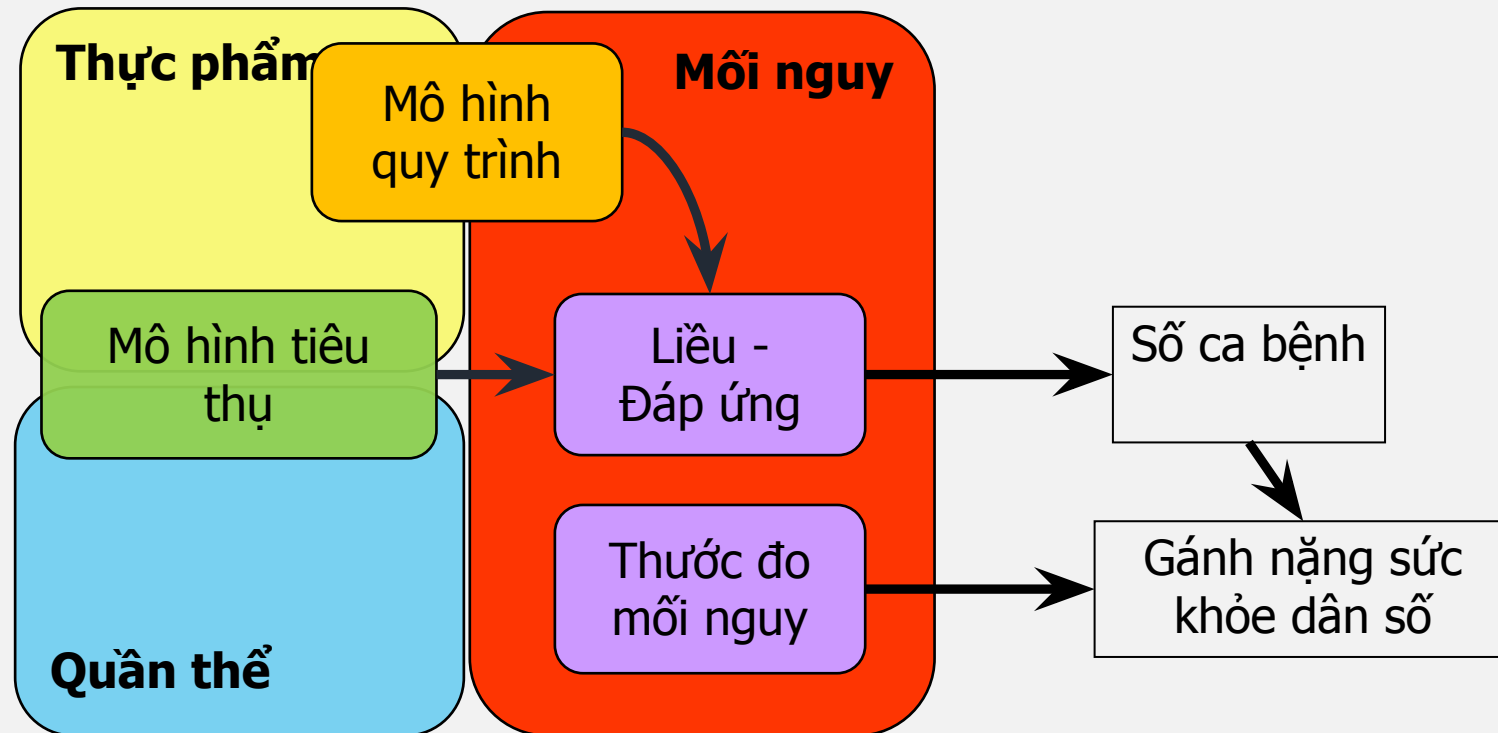 Thực phẩm
Mối nguy
Mô hình
quy trình
Mô hình tiêu
thụ
Liều -
Đáp ứng
Số ca bệnh
Thước đo
mối nguy
Gánh nặng sức
khỏe dân số
Quần thể